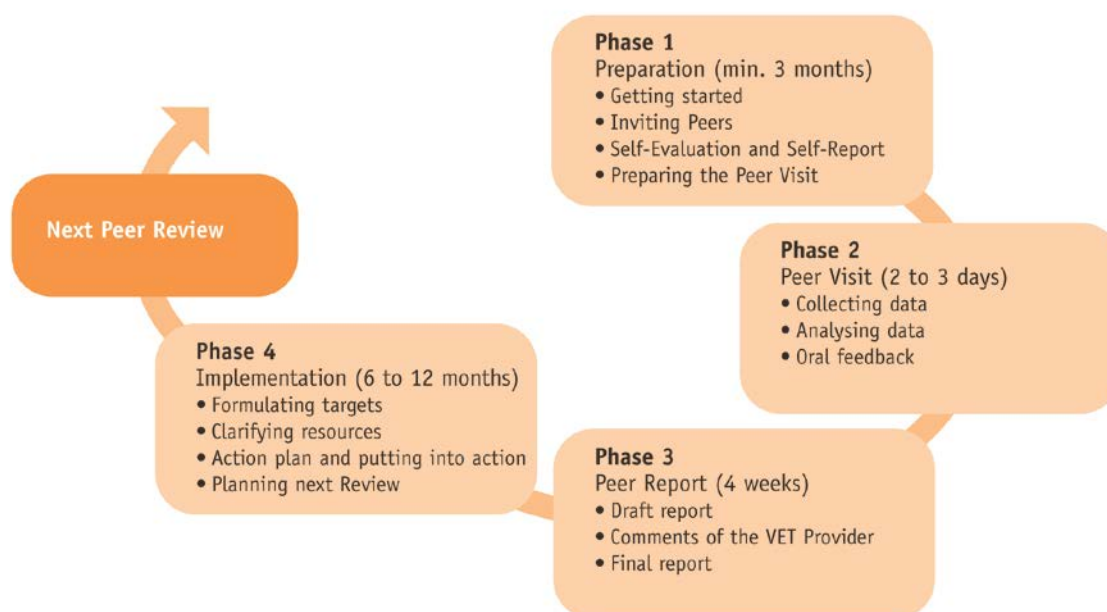 Phase 1
Preparation (min. 3 months)
• Getting started
• Inviting Peers
• Self-Evaluation and Self-Report
• Preparing the Peer Visit
Phase 2
Peer Visit (2 to 3 days)
• Collecting data
• Analysing data
• Oral feedback
Phase 3
Peer Report (4 weeks)
• Draft report
• Comments of the VET Provider
• Final report
Phase 4
Implementation (6 to 12 months)
• Formulating targets
• Clarifying resources
• Action plan and putting into action
• Planning next Review
Next Peer Review